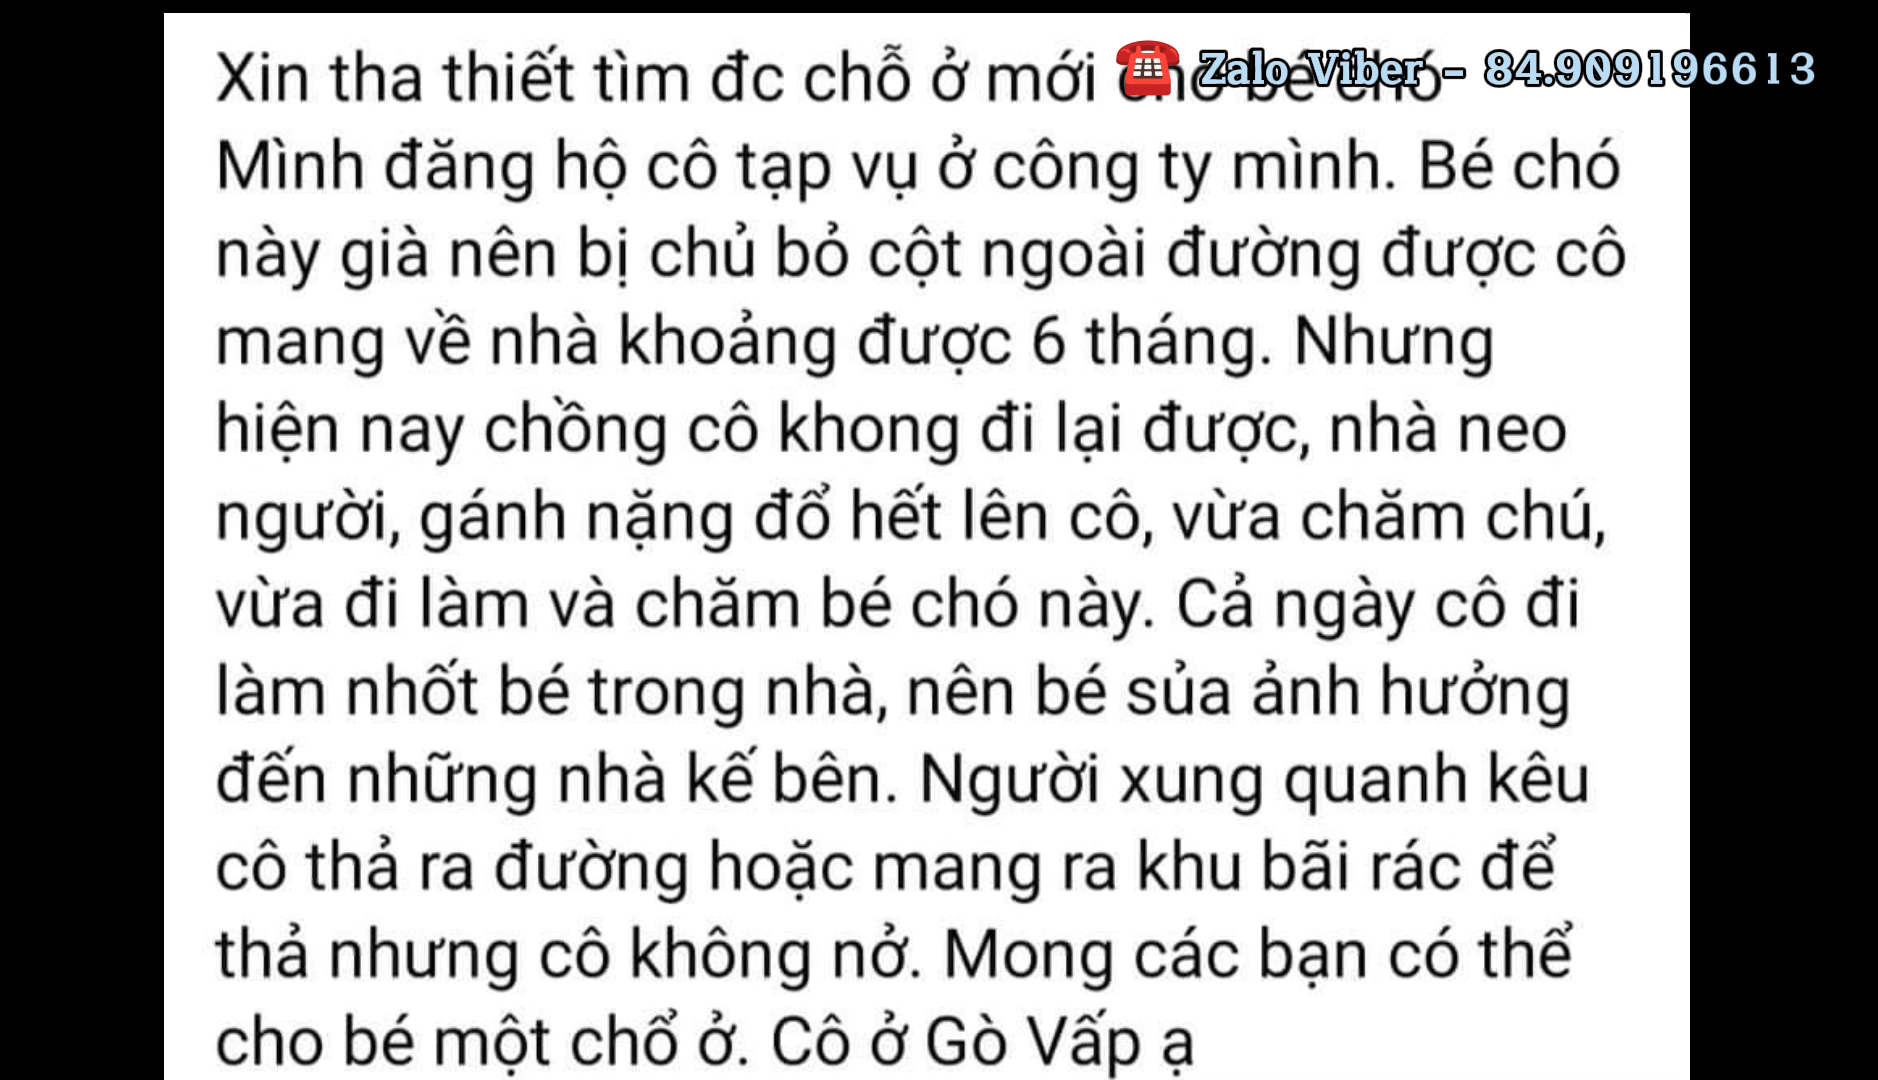 Xin tha thiết tìm đc chỗ ở mới cho bé chó
☎ Zalo Viber - 84.909196613
Mình đăng hộ cô tạp vụ ở công ty mình. Bé chó
này già nên bị chủ bỏ cột ngoài đường được cô
mang về nhà khoảng được 6 tháng. Nhưng
hiện nay chồng cô khong đi lại được, nhà neo
người, gánh nặng đổ hết lên cô, vừa chăm chú,
vừa đi làm và chăm bé chó này. Cả ngày cô đi
làm nhốt bé trong nhà, nên bé sủa ảnh hưởng
đến những nhà kế bên. Người xung quanh kêu
cô thả ra đường hoặc mang ra khu bãi rác để
thả nhưng cô không nở. Mong các bạn có thể
cho bé một chổ ở. Cô ở Gò Vấp ạ